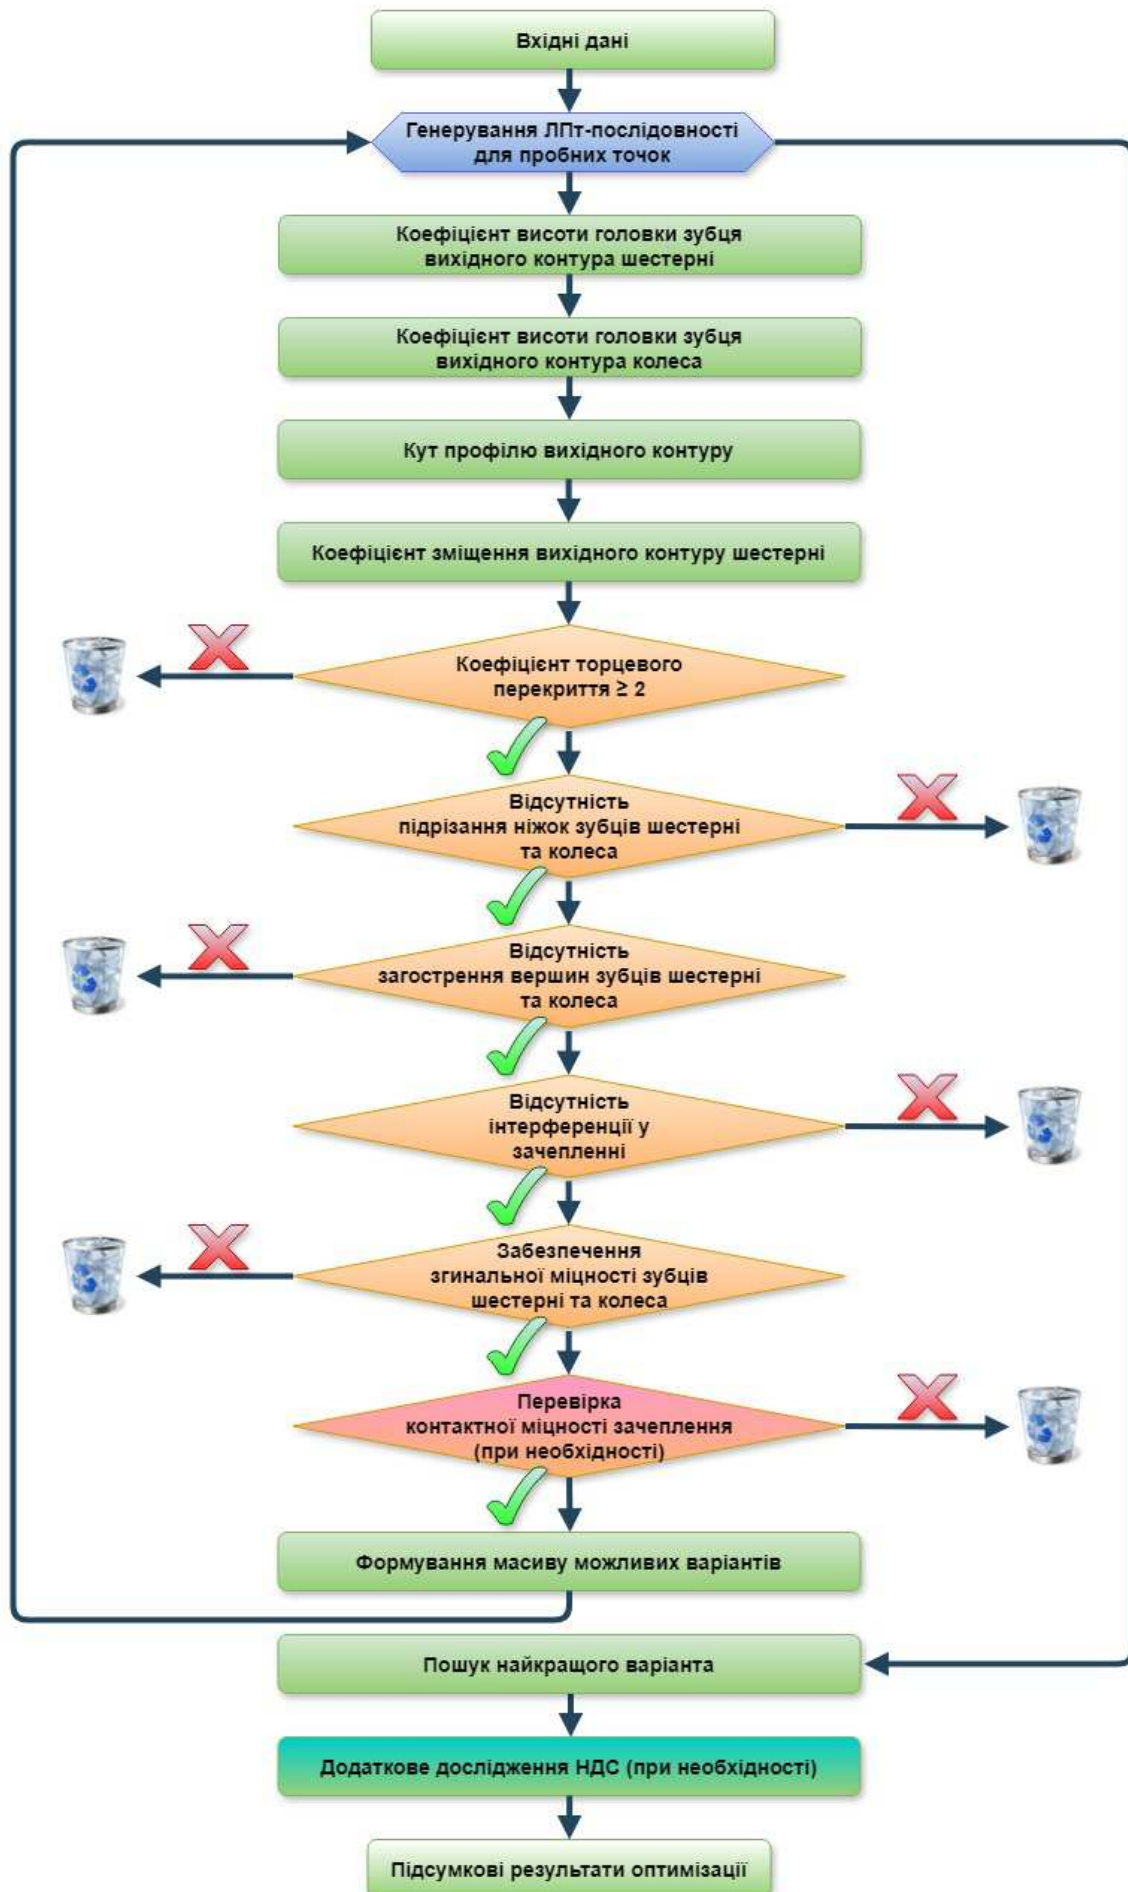 Вхідні дані
Генерування ЛПт-послідовності
для пробних точок
Коефіцієнт висоти головки зубця
вихідного контура шестерні
Коефіцієнт висоти головки зубця
вихідного контура колеса
Кут профілю вихідного контуру
Коефіцієнт зміщення вихідного контуру шестерні
Коефіцієнт торцевого
перекриття ≥ 2
Відсутність
підрізання ніжок зубців шестерні
та колеса
Відсутність
загострення вершин зубців шестерні
та колеса
Відсутність
інтерференції у
зачепленні
Забезпечення
згинальної міцності зубців
шестерні та колеса
Перевірка
контактної міцності зачеплення
(при необхідності)
Формування масиву можливих варіантів
Пошук найкращого варіанта
Додаткове дослідження НДС (при необхідності)
Підсумкові результати оптимізації